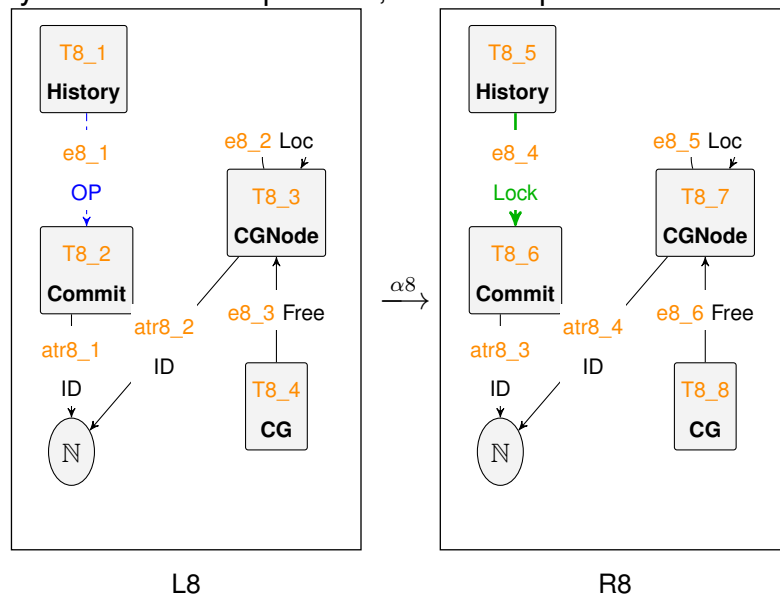 T8_1
History
e8_1
OP
T8_2
Commit
atr8_1
ID
ℕ
e8_2 Loc
T8_3
CGNode
atr8_2
ID
e8_3 Free
T8_4
CG
L8
α8
T8_5
History
e8_4
Lock
T8_6
Commit
atr8_3
ID
ℕ
e8_5 Loc
T8_7
CGNode
atr8_4
ID
e8_6 Free
T8_8
CG
R8